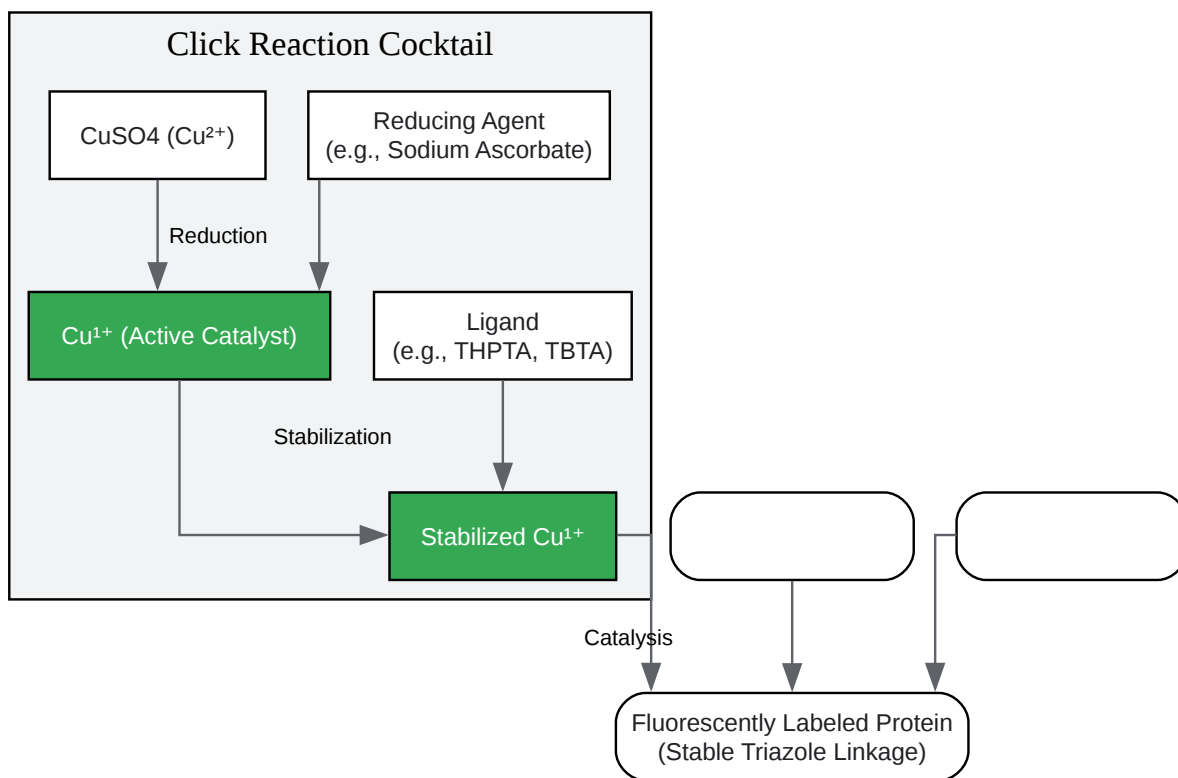 Click Reaction Cocktail
CuSO4 (Cu²⁺)
Reducing Agent
(e.g., Sodium Ascorbate)
Reduction
Cu¹⁺ (Active Catalyst)
Ligand
(e.g., THPTA, TBTA)
Stabilization
Stabilized Cu¹⁺
Catalysis
Fluorescently Labeled Protein
(Stable Triazole Linkage)